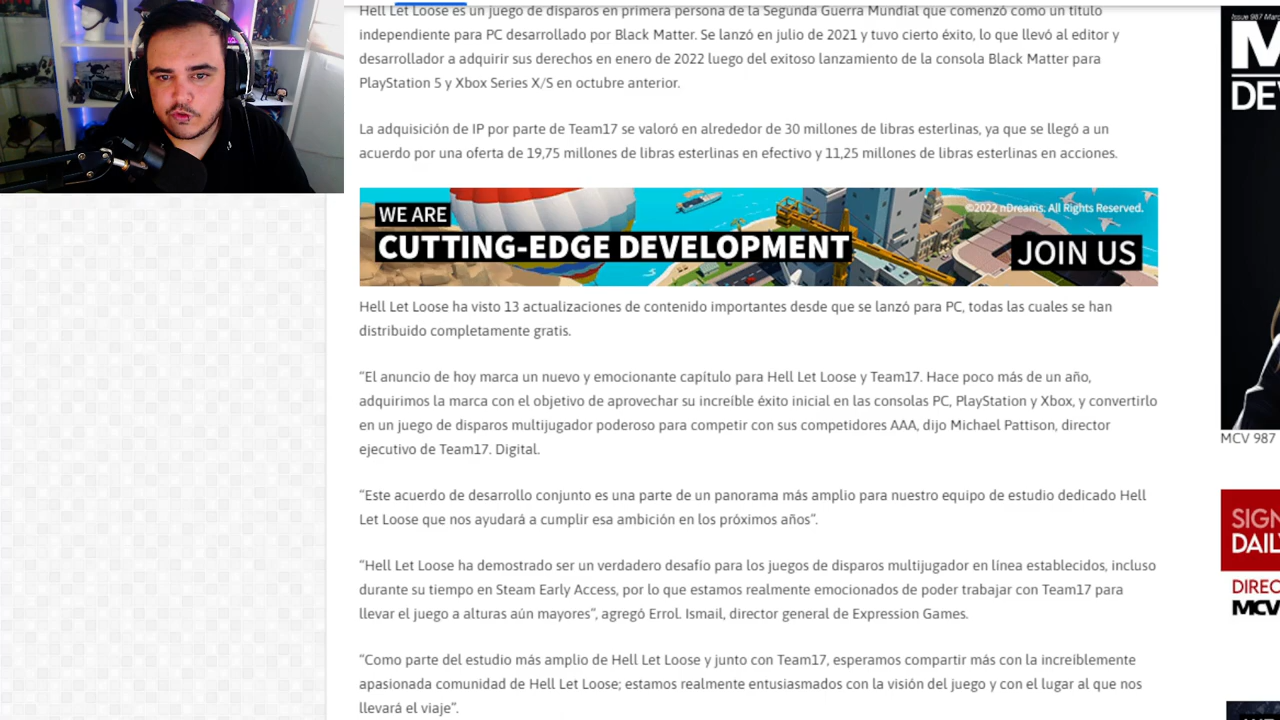 Hell Let Loose es un juego de disparos en primera persona de la Segunda Guerra Mundial que comenzó como un título
independiente para PC desarrollado por Black Matter. Se lanzó en julio de 2021 y tuvo cierto éxito, lo que llevó al editor y
desarrollador a adquirir sus derechos en enero de 2022 luego del exitoso lanzamiento de la consola Black Matter para
PlayStation 5 y Xbox Series X/S en octubre anterior.
La adquisición de IP por parte de Team17 se valoró en alrededor de 30 millones de libras esterlinas, ya que se llegó a un
acuerdo por una oferta de 19,75 millones de libras esterlinas en efectivo y 11,25 millones de libras esterlinas en acciones.
WE ARE
CUTTING-EDGE DEVELOPMENT
©2022 nDreams. All Rights Reserved.
JOIN US
Hell Let Loose ha visto 13 actualizaciones de contenido importantes desde que se lanzó para PC, todas las cuales se han
distribuido completamente gratis.
“El anuncio de hoy marca un nuevo y emocionante capítulo para Hell Let Loose y Team17. Hace poco más de un año,
adquirimos la marca con el objetivo de aprovechar su increíble éxito inicial en las consolas PC, PlayStation y Xbox, y convertirlo
en un juego de disparos multijugador poderoso para competir con sus competidores AAA, dijo Michael Pattison, director
ejecutivo de Team17. Digital.
“Este acuerdo de desarrollo conjunto es una parte de un panorama más amplio para nuestro equipo de estudio dedicado Hell
Let Loose que nos ayudará a cumplir esa ambición en los próximos años”.
“Hell Let Loose ha demostrado ser un verdadero desafío para los juegos de disparos multijugador en línea establecidos, incluso
durante su tiempo en Steam Early Access, por lo que estamos realmente emocionados de poder trabajar con Team17 para
llevar el juego a alturas aún mayores”, agregó Errol. Ismail, director general de Expression Games.
“Como parte del estudio más amplio de Hell Let Loose y junto con Team17, esperamos compartir más con la increíblemente
apasionada comunidad de Hell Let Loose; estamos realmente entusiasmados con la visión del juego y con el lugar al que nos
llevará el viaje”.
Issue 987 Marc
M
DEV
MCV 987
SIGN
DAIL
DIREC
MCV